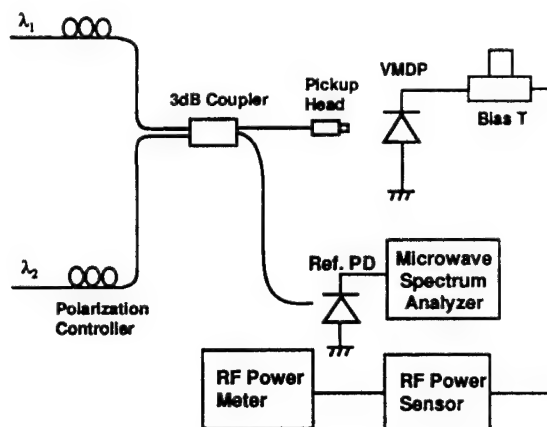 λ1
3dB Coupler
Pickup
Head
VMDP
Bias T
λ2
Polarization
Controller
Ref. PD
Microwave
Spectrum
Analyzer
RF Power
Meter
RF Power
Sensor